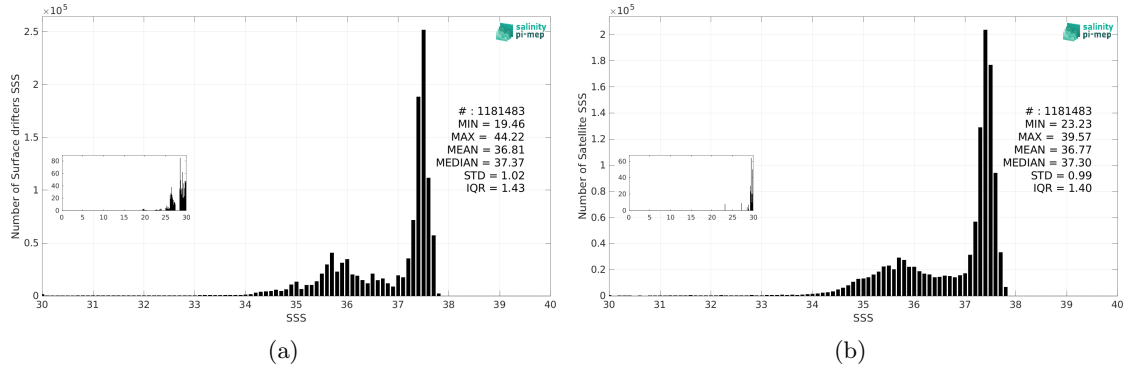 ×10⁵
2.5
2
1.5
1
0.5
0
Number of Surface drifters SSS
salinity
pi-mep
# : 1181483
MIN = 19.46
MAX = 44.22
MEAN = 36.81
MEDIAN = 37.37
STD = 1.02
IQR = 1.43
80
60
40
20
0
0 5 10 15 20 25 30
30 31 32 33 34 35 36 37 38 39 40
SSS
(a)
×10⁵
2
1.8
1.6
1.4
1.2
1
0.8
0.6
0.4
0.2
0
Number of Satellite SSS
salinity
pi-mep
# : 1181483
MIN = 23.23
MAX = 39.57
MEAN = 36.77
MEDIAN = 37.30
STD = 0.99
IQR = 1.40
60
40
20
0
0 5 10 15 20 25 30
30 31 32 33 34 35 36 37 38 39 40
SSS
(b)